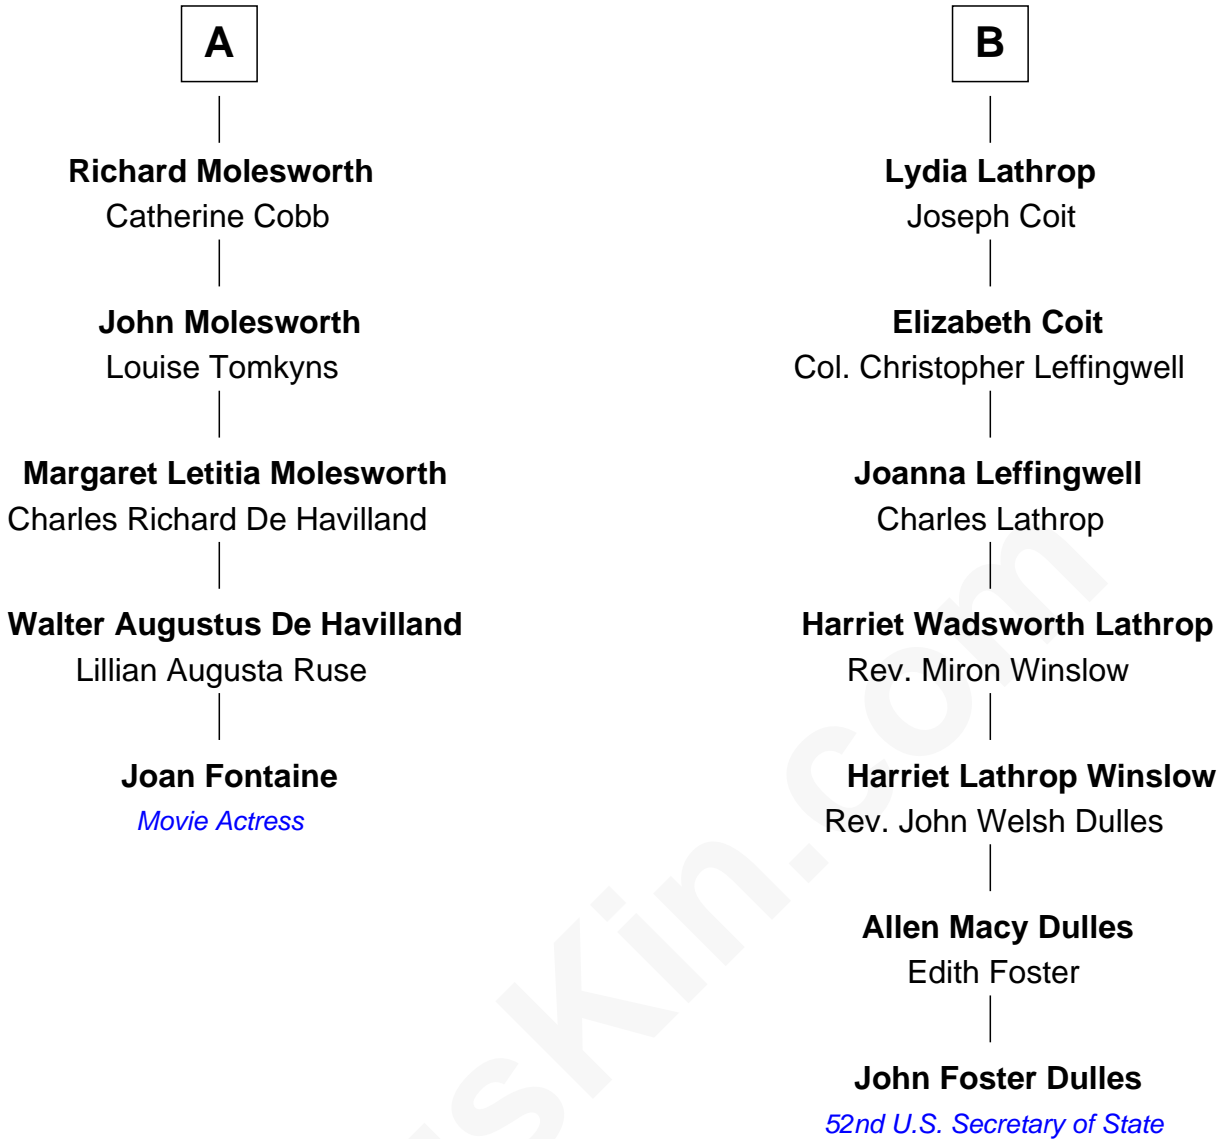 A
Richard Molesworth
Catherine Cobb
John Molesworth
Louise Tomkyns
Margaret Letitia Molesworth
Charles Richard De Havilland
Walter Augustus De Havilland
Lillian Augusta Ruse
Joan Fontaine
Movie Actress
B
Lydia Lathrop
Joseph Coit
Elizabeth Coit
Col. Christopher Leffingwell
Joanna Leffingwell
Charles Lathrop
Harriet Wadsworth Lathrop
Rev. Miron Winslow
Harriet Lathrop Winslow
Rev. John Welsh Dulles
Allen Macy Dulles
Edith Foster
John Foster Dulles
52nd U.S. Secretary of State
usKin.com